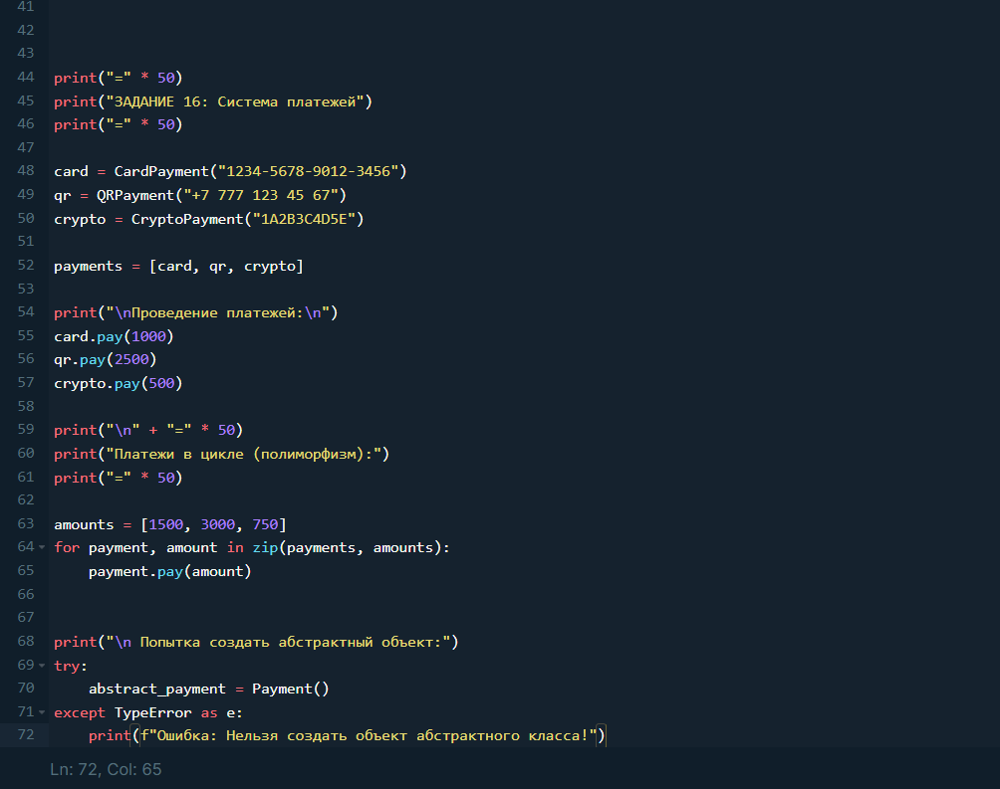 41
42
43
44 print("=" * 50)
45 print("ЗАДАНИЕ 16: Система платежей")
46 print("=" * 50)
47
48 card = CardPayment("1234-5678-9012-3456")
49 qr = QRPayment("+7 777 123 45 67")
50 crypto = CryptoPayment("1A2B3C4D5E")
51
52 payments = [card, qr, crypto]
53
54 print("\nПроведение платежей:\n")
55 card.pay(1000)
56 qr.pay(2500)
57 crypto.pay(500)
58
59 print("\n" + "=" * 50)
60 print("Платежи в цикле (полиморфизм):")
61 print("=" * 50)
62
63 amounts = [1500, 3000, 750]
64 for payment, amount in zip(payments, amounts):
65     payment.pay(amount)
66
67
68 print("\n Попытка создать абстрактный объект:")
69 try:
70     abstract_payment = Payment()
71 except TypeError as e:
72     print(f"Ошибка: Нельзя создать объект абстрактного класса!")
Ln: 72, Col: 65